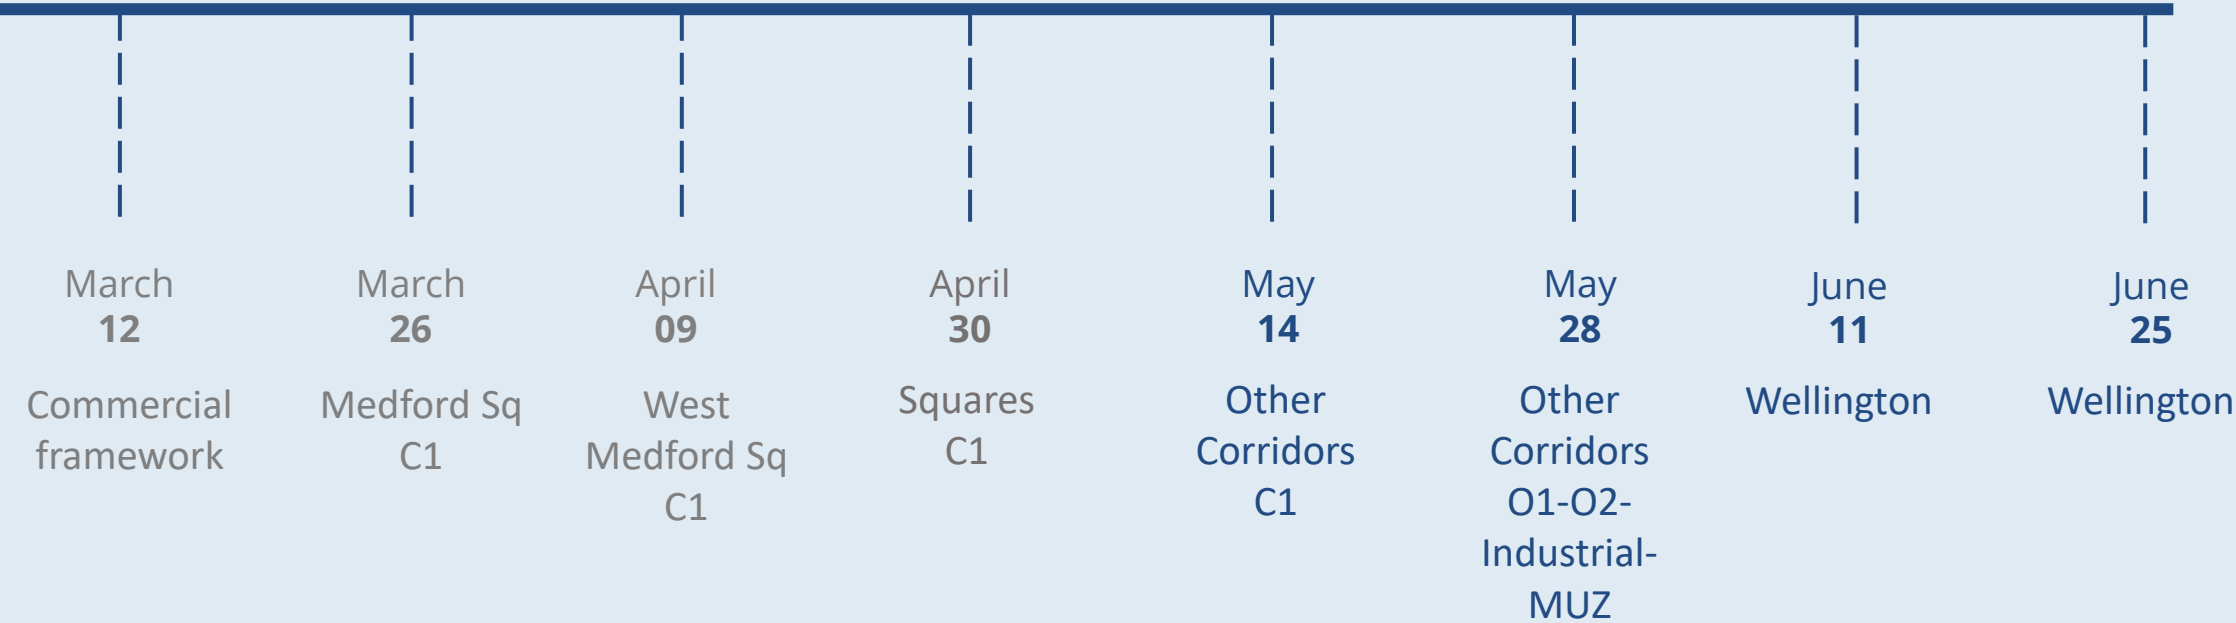 March
12
Commercial
framework
March
26
Medford Sq
C1
April
09
West
Medford Sq
C1
April
30
Squares
C1
May
14
Other
Corridors
C1
May
28
Other
Corridors
O1-O2-
Industrial-
MUZ
June
11
Wellington
June
25
Wellington